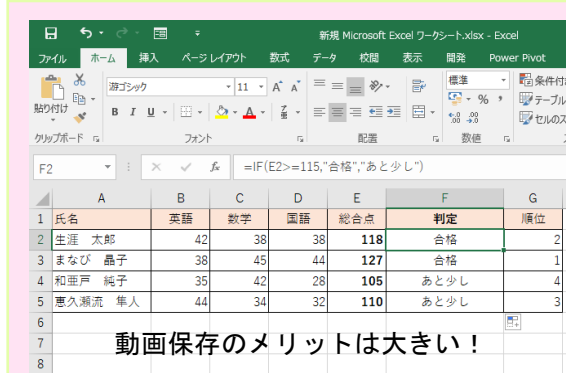 新規 Microsoft Excel ワークシート.xlsx - Excel
ファイル ホーム 挿入 ページ レイアウト 数式 データ 校閲 表示 開発 Power Pivot
游ゴシック 11 A A 標準 条件付
貼り付け B I U A % テーブル
セルのス
クリップボード フォント 配置 数値
F2 fx =IF(E2>=115,"合格","あと少し")
A B C D E F G
1 氏名 英語 数学 国語 総合点 判定 順位
2 生涯 太郎 42 38 38 118 合格 2
3 まなび 晶子 38 45 44 127 合格 1
4 和亜戸 純子 35 42 28 105 あと少し 4
5 恵久瀬流 隼人 44 34 32 110 あと少し 3
6
7
動画保存のメリットは大きい！
8